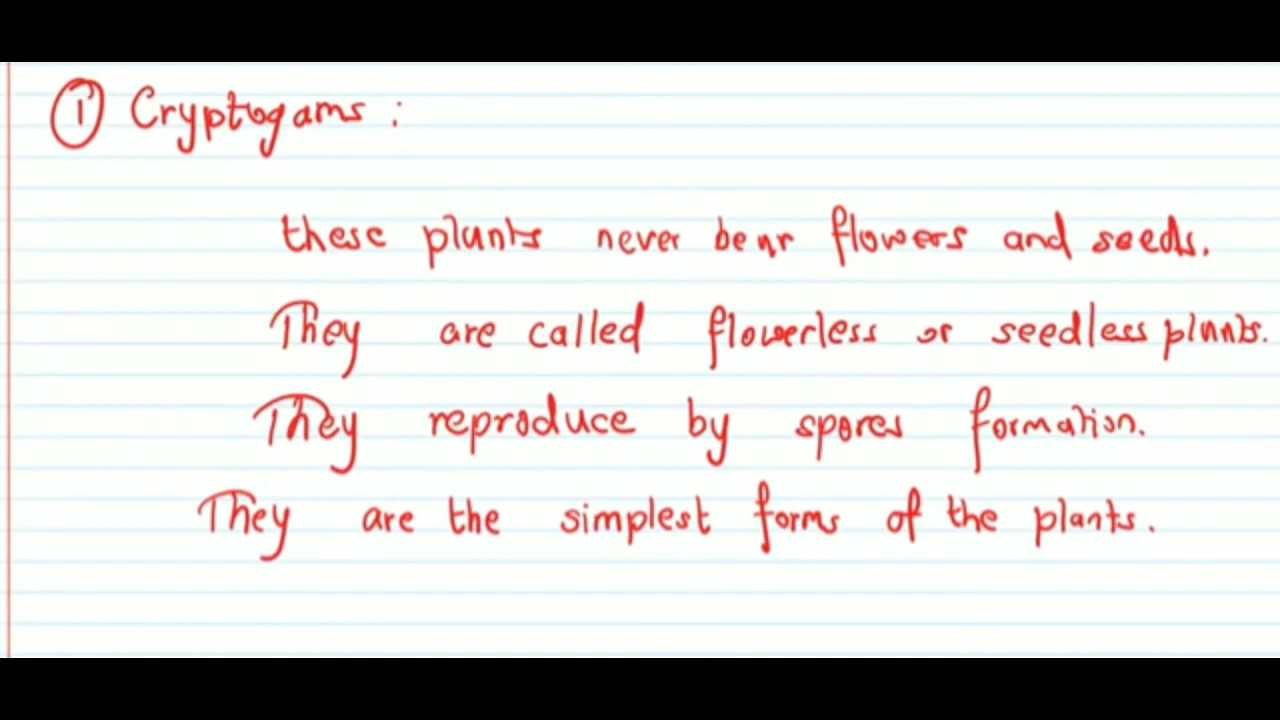 ① Cryptogams :
these plants never bear flowers and seeds.
They are called flowerless or seedless plants.
They reproduce by spores formation.
They are the simplest forms of the plants.